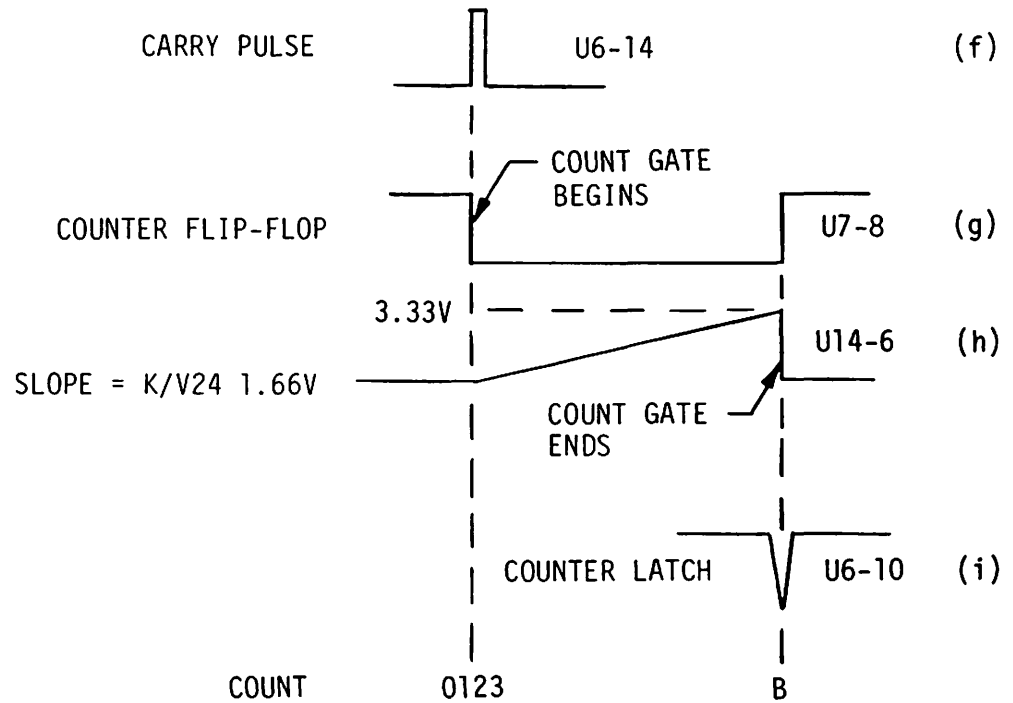 CARRY PULSE U6-14 (f)
COUNT GATE
BEGINS
COUNTER FLIP-FLOP U7-8 (g)
3.33V
U14-6 (h)
SLOPE = K/V24 1.66V
COUNT GATE
ENDS
COUNTER LATCH U6-10 (i)
COUNT 0123 B